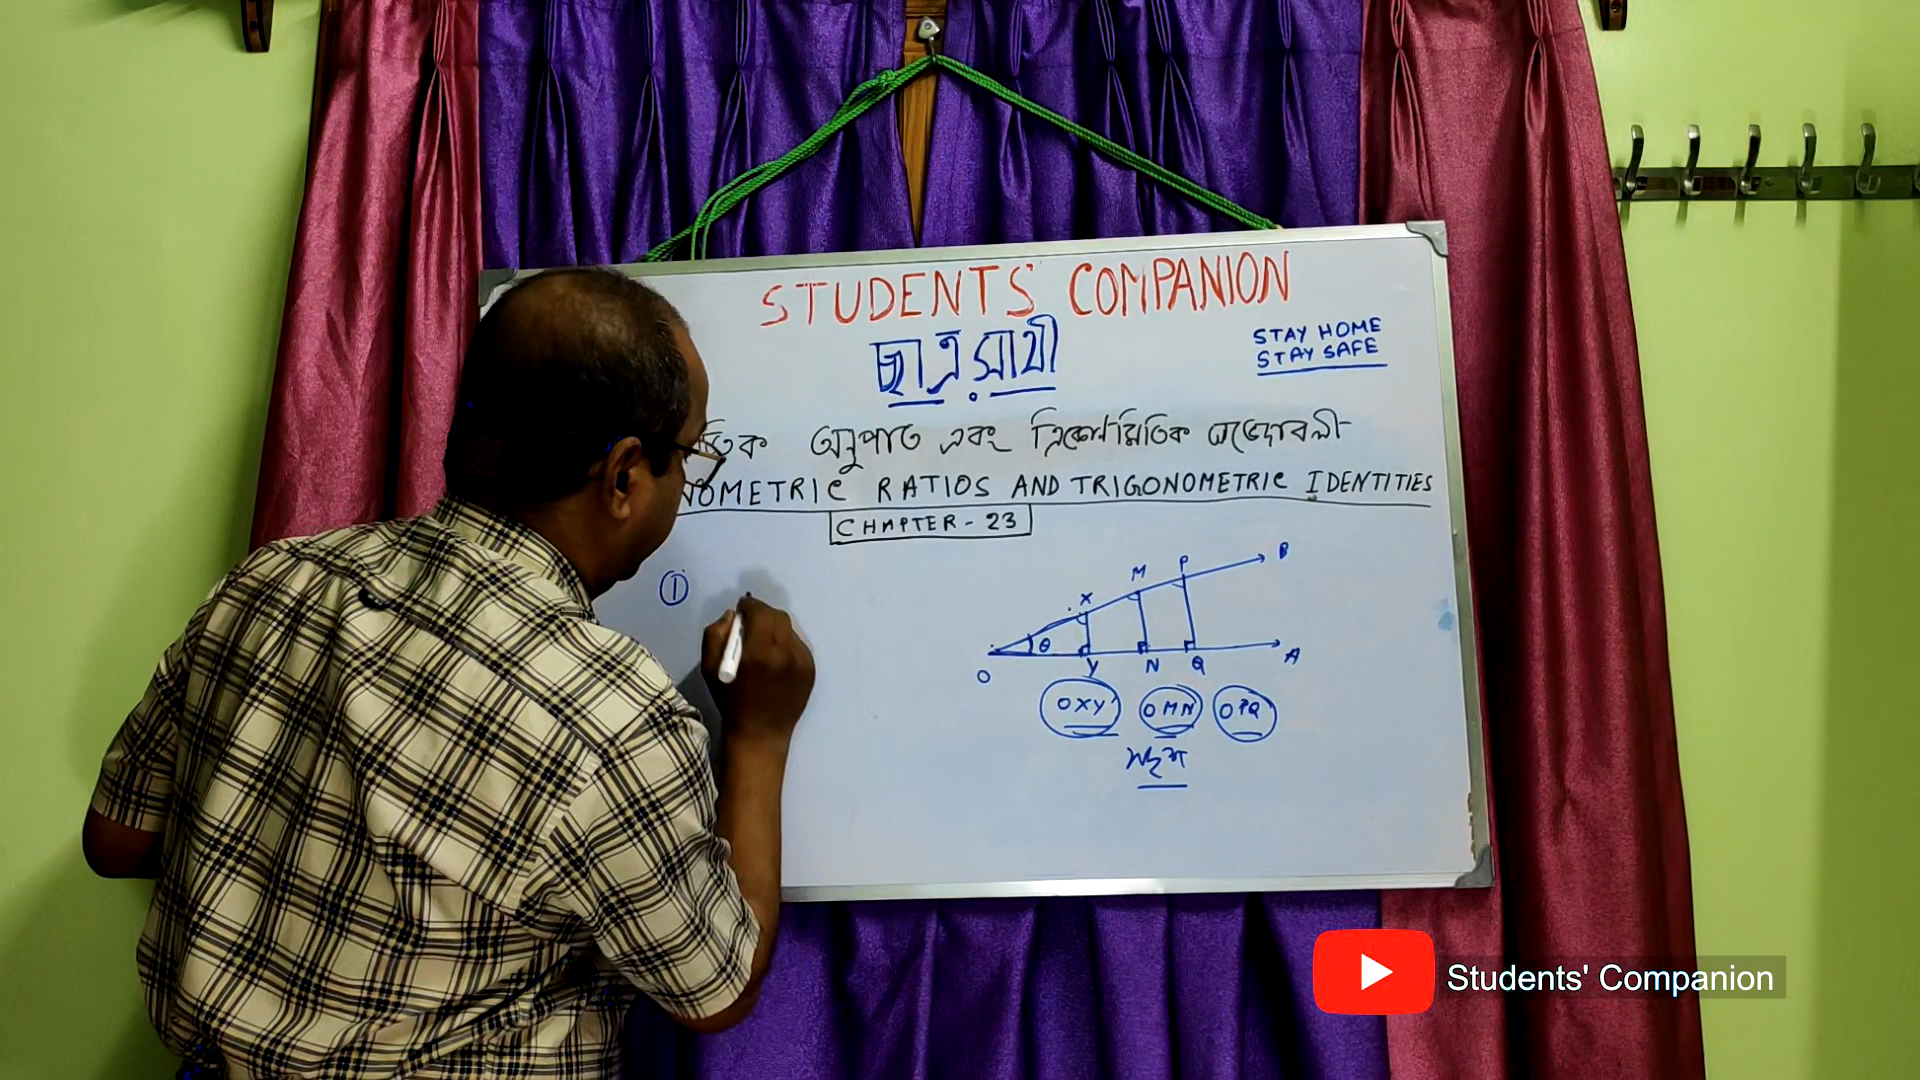 STUDENTS' COMPANION
ছাত্র সাথী
STAY HOME
STAY SAFE
অনুপাত এবং ত্রিকোণমিতিক অভেদাবলী
NOMETRIC RATIOS AND TRIGONOMETRIC IDENTITIES
CHAPTER - 23
①
B
P
M
X
θ
O
Y
N
Q
A
OXY
OMN
OPQ
সদৃশ
Students' Companion